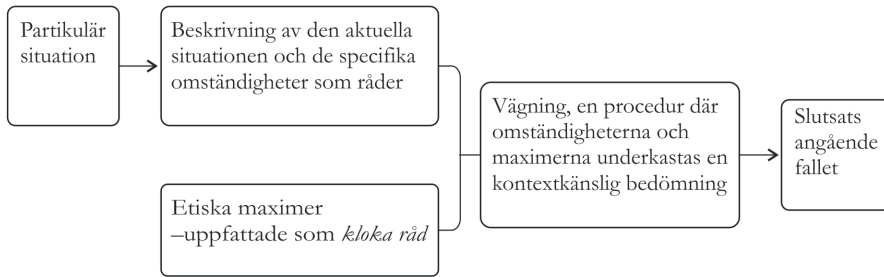 Partikulär
situation
Beskrivning av den aktuella
situationen och de specifika
omständigheter som råder
Etiska maximer
–uppfattade som kloka råd
Vägning, en procedur där
omständigheterna och
maximerna underkastas en
kontextkänslig bedömning
Slutsats
angående
fallet